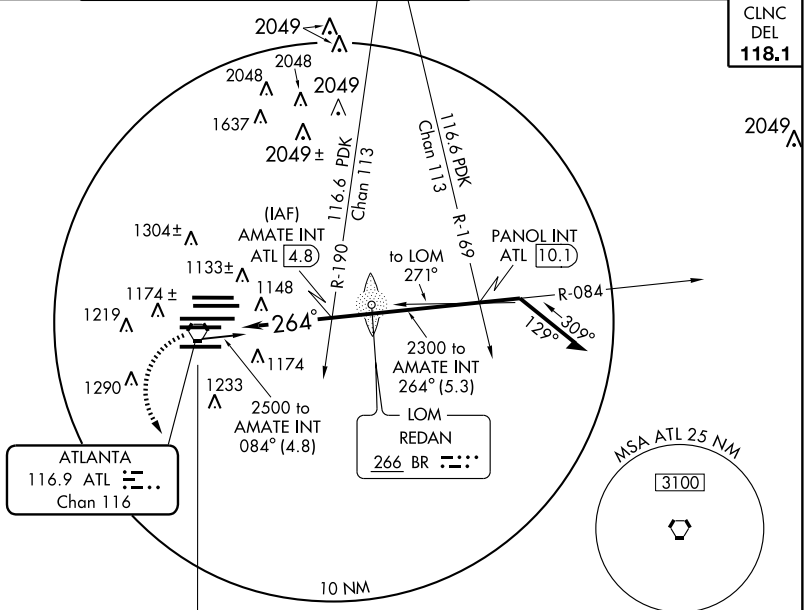 CLNC
DEL
118.1
2049
2048
2048
2049
1637
2049±
2049
116.6 PDK
Chan 113
R-190
116.6 PDK
Chan 113
R-169
(IAF)
AMATE INT
ATL 4.8
1304±
1133±
1174±
1148
1219
to LOM
271°
PANOL INT
ATL 10.1
R-084
264°
309°
129°
1174
1290
1233
2500 to
AMATE INT
084° (4.8)
2300 to
AMATE INT
264° (5.3)
LOM
REDAN
266 BR
ATLANTA
116.9 ATL
Chan 116
MSA ATL 25 NM
3100
10 NM